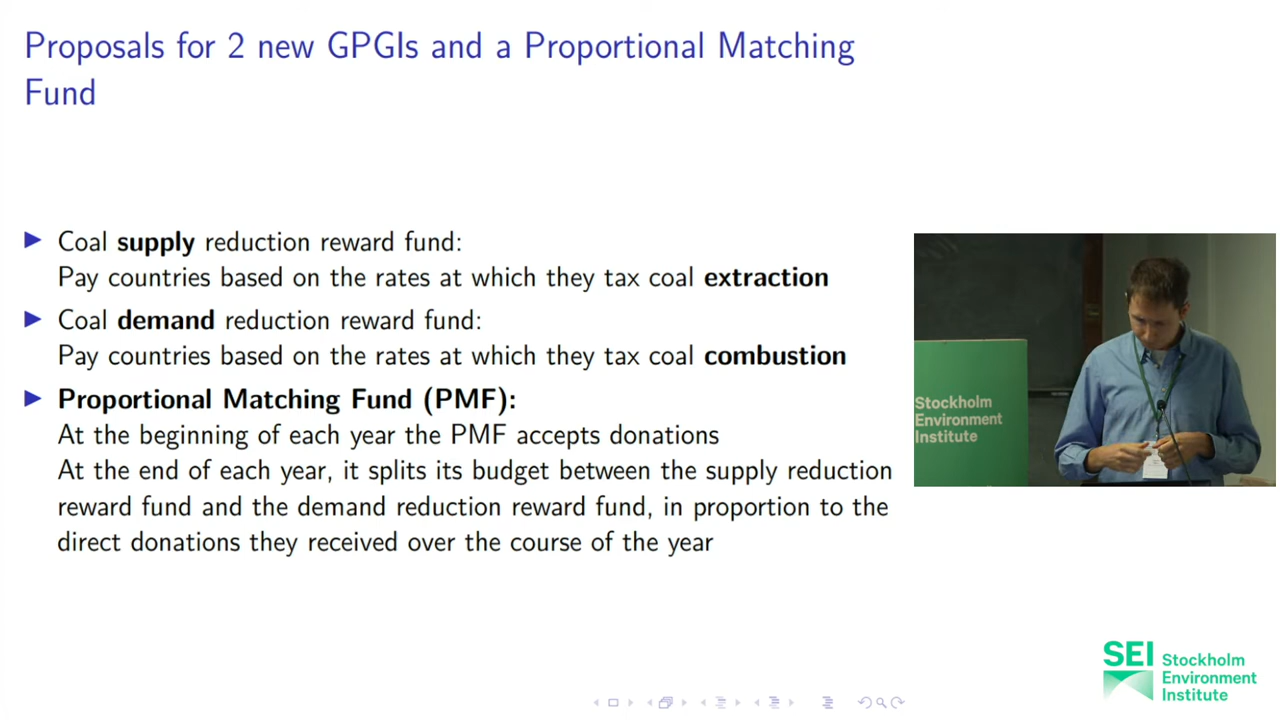 Proposals for 2 new GPGIs and a Proportional Matching
Fund
Coal supply reduction reward fund:
Pay countries based on the rates at which they tax coal extraction
Coal demand reduction reward fund:
Pay countries based on the rates at which they tax coal combustion
Proportional Matching Fund (PMF):
At the beginning of each year the PMF accepts donations
At the end of each year, it splits its budget between the supply reduction
reward fund and the demand reduction reward fund, in proportion to the
direct donations they received over the course of the year
Stockholm
Environment
Institute
SEI Stockholm
Environment
Institute